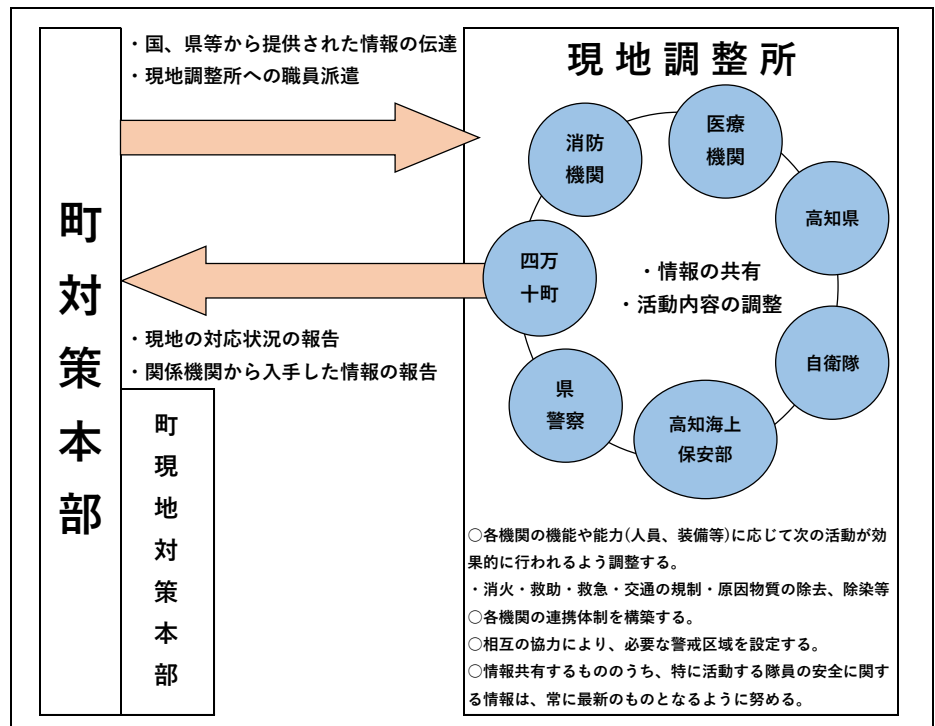 ・国、県等から提供された情報の伝達
・現地調整所への職員派遣
町対策本部
・現地の対応状況の報告
・関係機関から入手した情報の報告
町現地対策本部
現地調整所
消防
機関
医療
機関
高知県
四万
十町
・情報の共有
・活動内容の調整
自衛隊
県
警察
高知海上
保安部
○各機関の機能や能力(人員、装備等)に応じて次の活動が効
果的に行われるよう調整する。
・消火・救助・救急・交通の規制・原因物質の除去、除染等
○各機関の連携体制を構築する。
○相互の協力により、必要な警戒区域を設定する。
○情報共有するもののうち、特に活動する隊員の安全に関す
る情報は、常に最新のものとなるように努める。